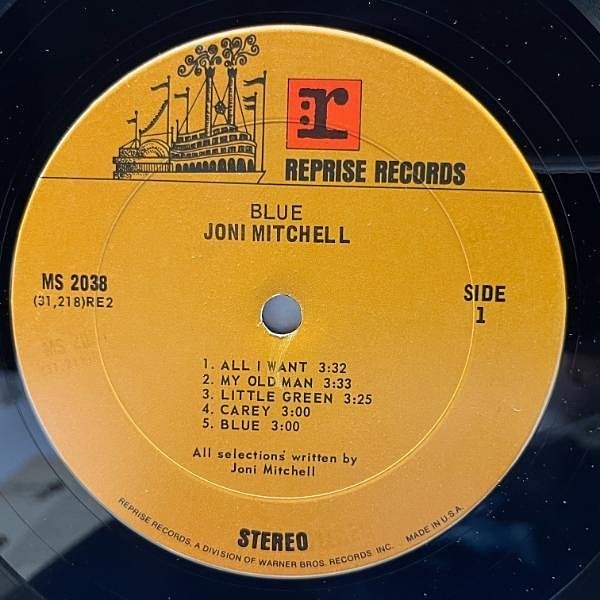 r
REPRISE RECORDS
BLUE
JONI MITCHELL
MS 2038
(31,218)RE2
SIDE
1
1. ALL I WANT 3:32
2. MY OLD MAN 3:33
3. LITTLE GREEN 3:25
4. CAREY 3:00
5. BLUE 3:00
All selections written by
Joni Mitchell
STEREO
REPRISE RECORDS, A DIVISION OF WARNER BROS. RECORDS, INC. MADE IN U.S.A.